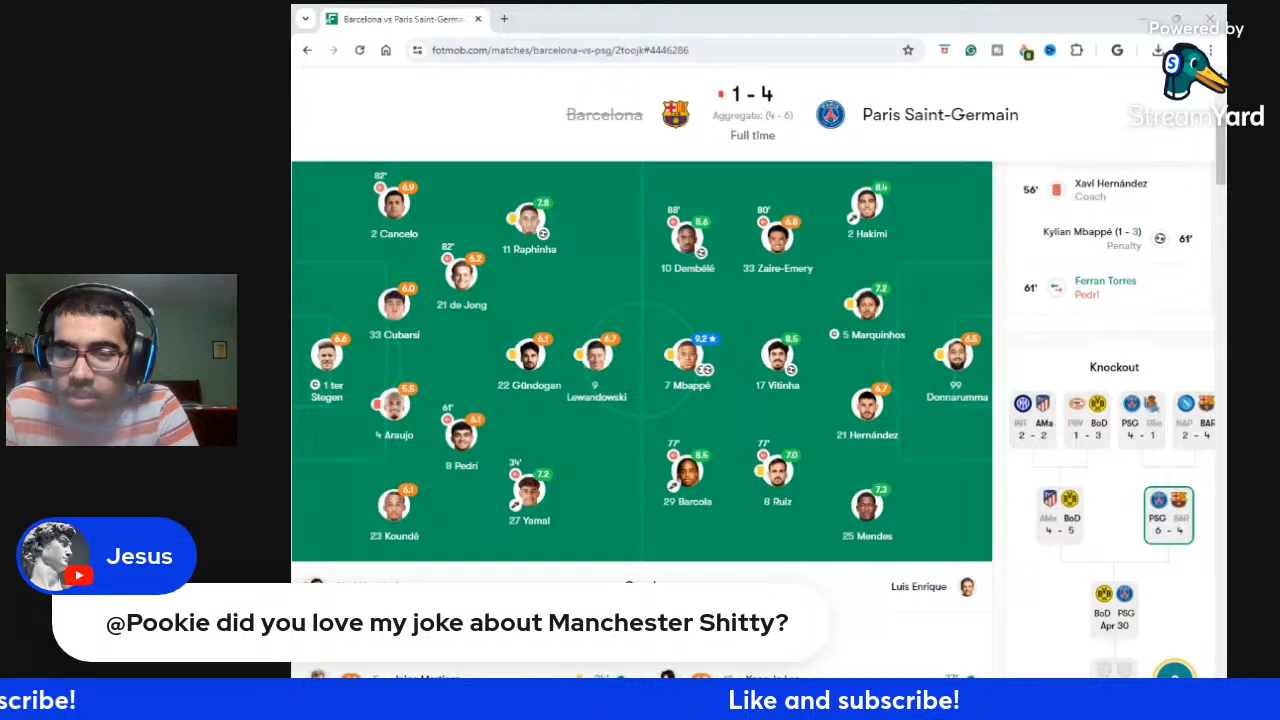 Barcelona vs Paris Saint-Germa
fotmob.com/matches/barcelona-vs-psg/2toojk#4446286
Powered by
StreamYard
Barcelona
1 - 4
Aggregate: (4 - 6)
Full time
Paris Saint-Germain
82'
6.9
2 Cancelo
7.8
11 Raphinha
82'
6.2
21 de Jong
6.0
33 Cubarsí
6.6
C 1 ter
Stegen
6.1
22 Gündogan
6.7
9
Lewandowski
5.5
4 Araujo
61'
6.1
8 Pedri
34'
7.2
27 Yamal
6.1
23 Koundé
88'
8.6
10 Dembélé
80'
6.8
33 Zaire-Emery
8.4
2 Hakimi
7.2
C 5 Marquinhos
9.2
7 Mbappé
8.5
17 Vitinha
6.5
99
Donnarumma
6.7
21 Hernández
77'
8.5
29 Barcola
77'
7.0
8 Ruiz
7.3
25 Mendes
Luis Enrique
56'
Xavi Hernández
Coach
Kylian Mbappé (1 - 3)
Penalty
61'
61'
Ferran Torres
Pedri
Knockout
INT AMa
2 - 2
PSV BoD
1 - 3
PSG RSo
4 - 1
NAP BAR
2 - 4
AMa BoD
4 - 5
PSG BAR
6 - 4
BoD PSG
Apr 30
Jesus
@Pookie did you love my joke about Manchester Shitty?
scribe!
Like and subscribe!